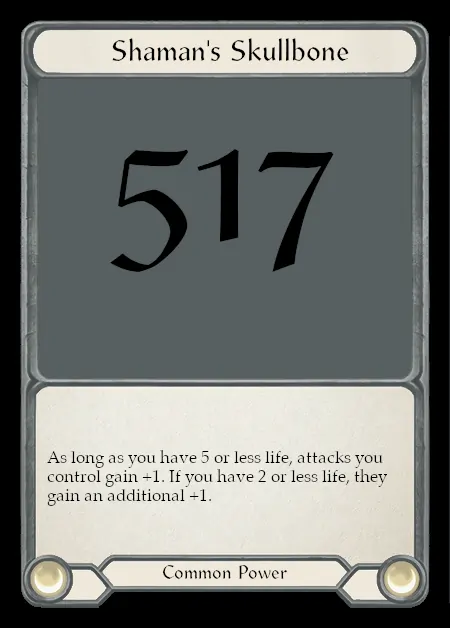 Shaman's Skullbone
517
As long as you have 5 or less life, attacks you
control gain +1. If you have 2 or less life, they
gain an additional +1.
Common Power